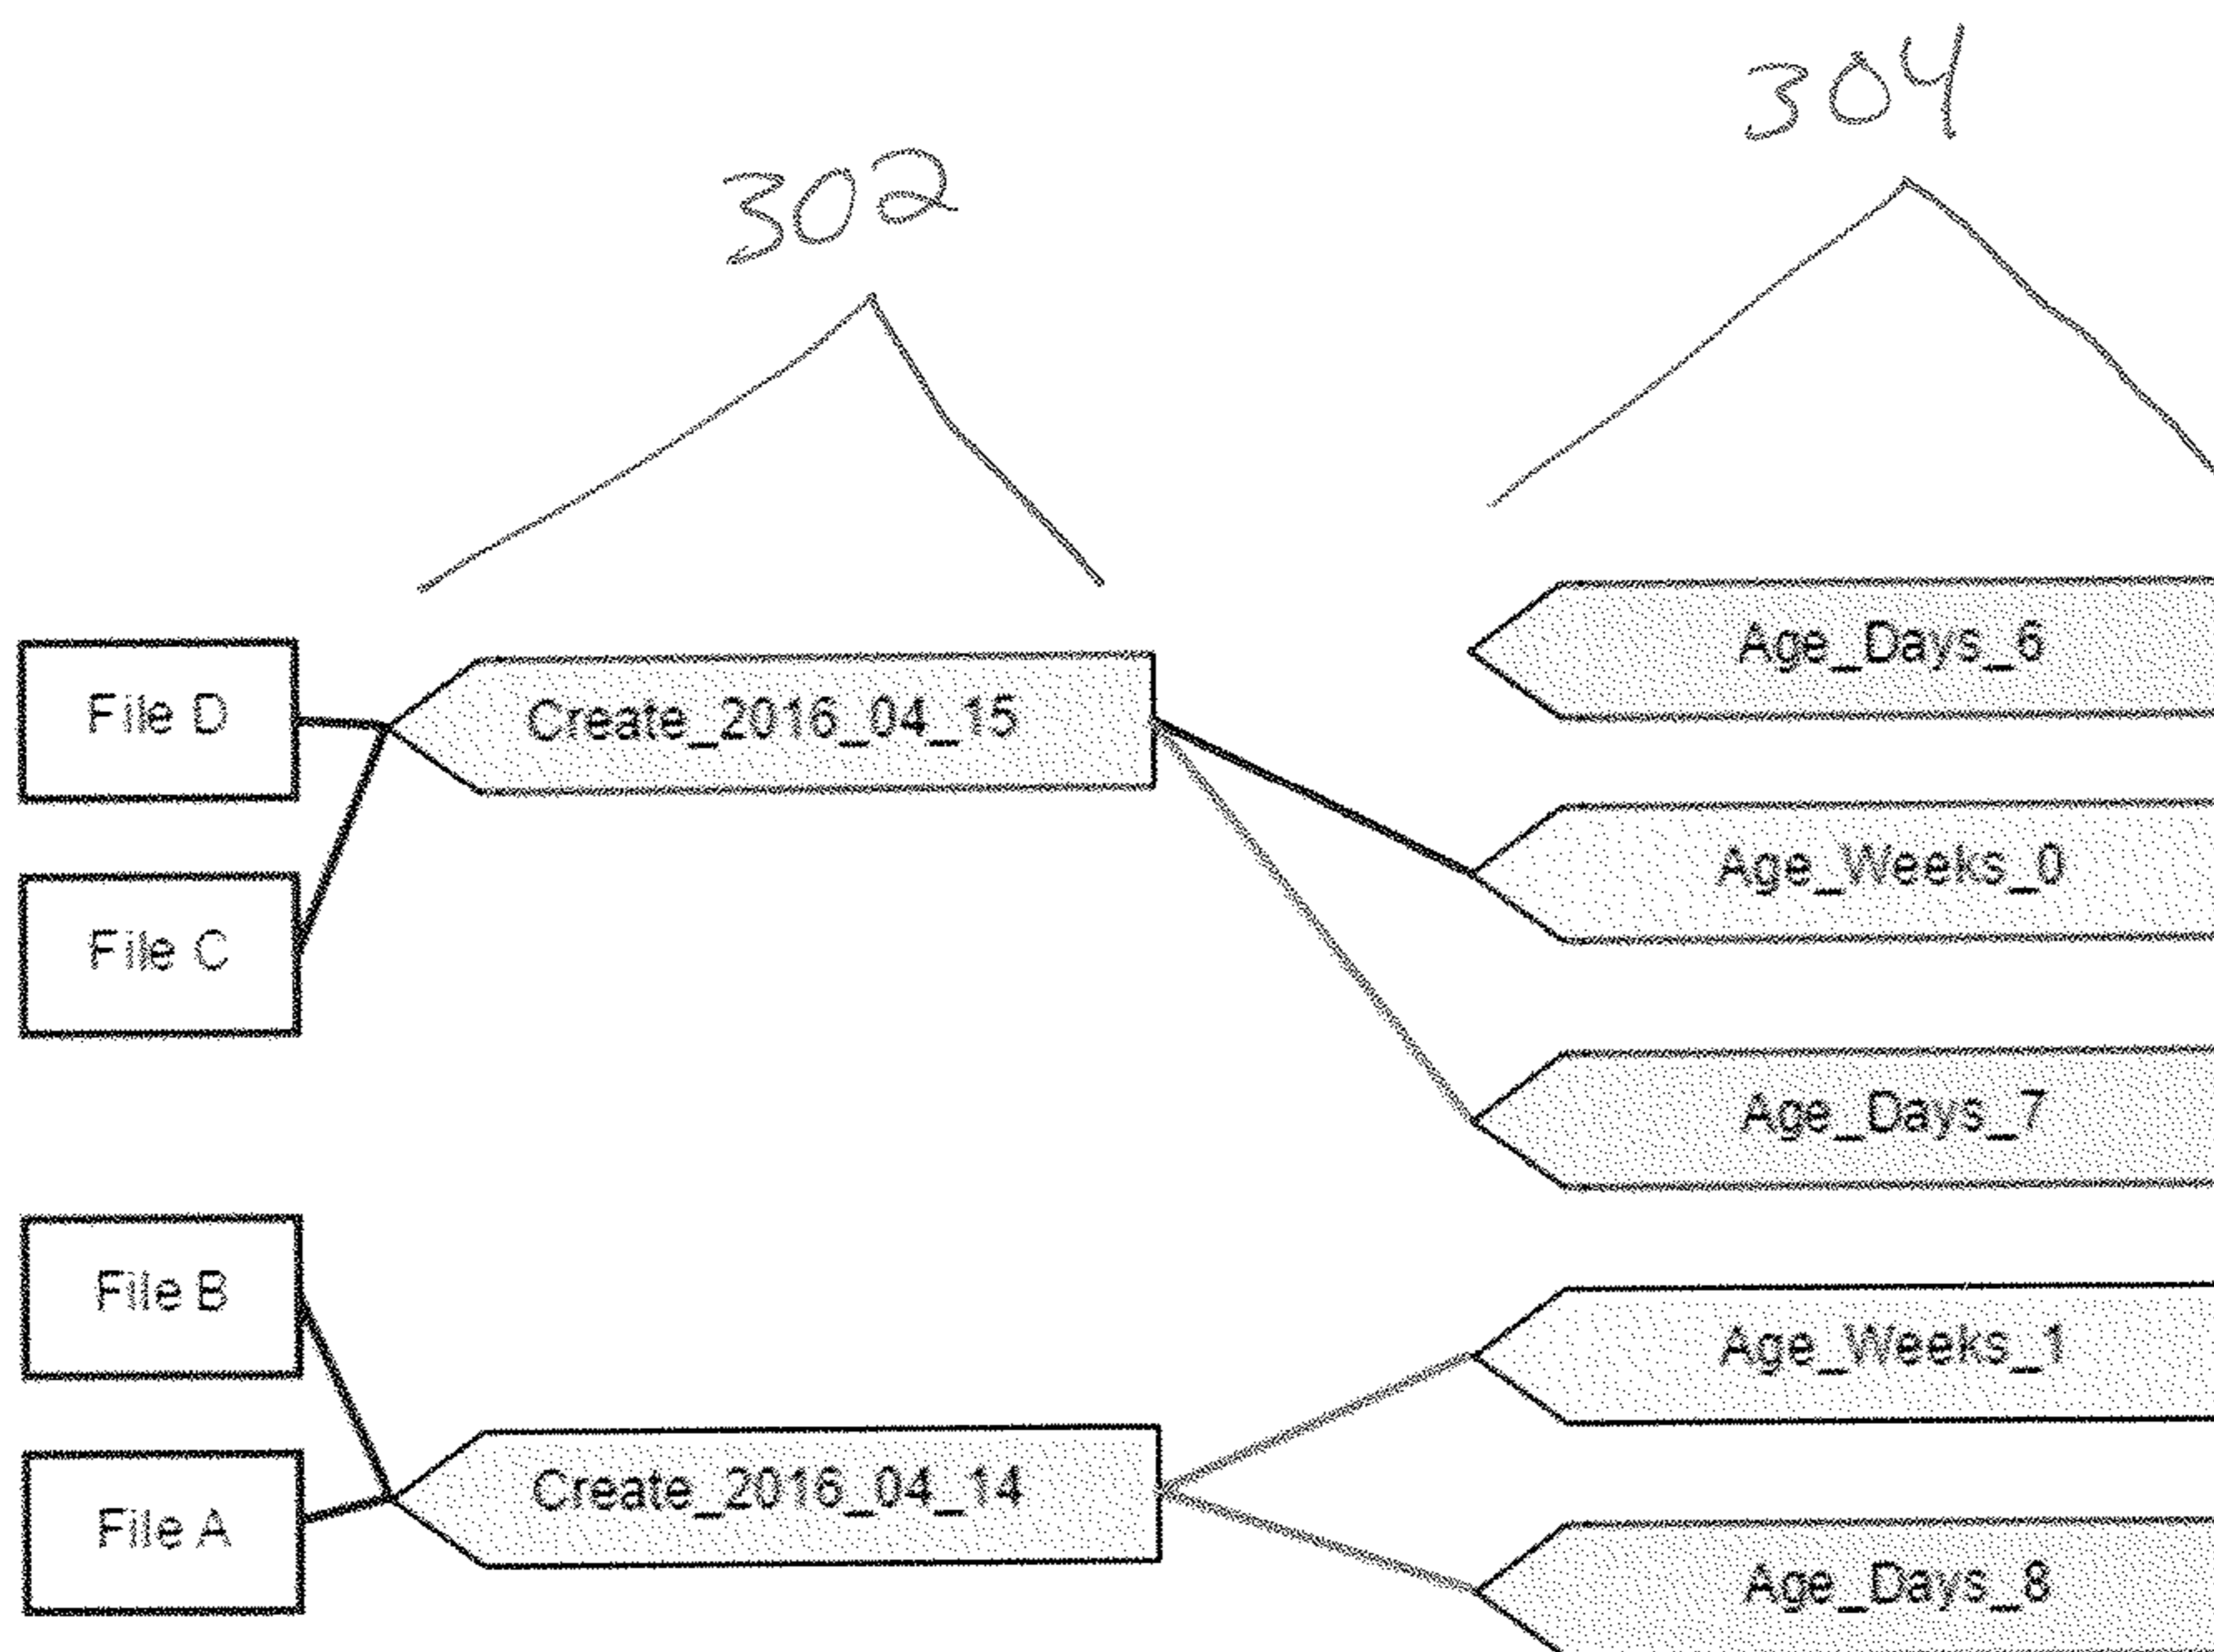 304
302
Age_Days_6
File D
Create_2016_04_15
Age_Weeks_0
File C
Age_Days_7
File B
Age_Weeks_1
Create_2016_04_14
File A
Age_Days_8